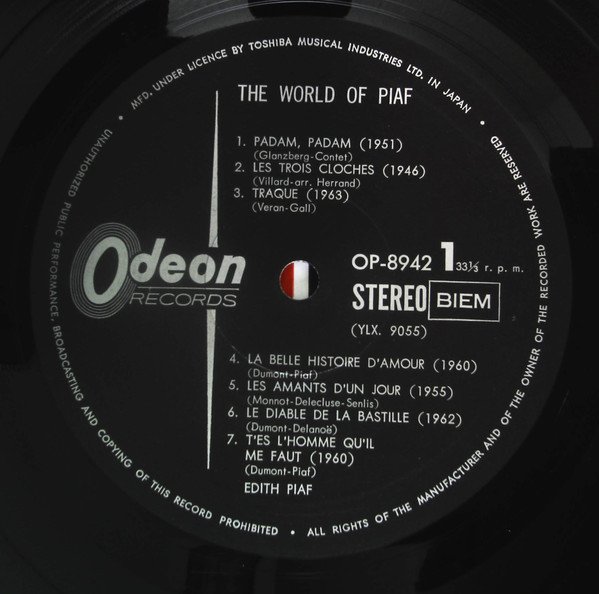 MFD. UNDER LICENCE BY TOSHIBA MUSICAL INDUSTRIES LTD. IN JAPAN •
THE WORLD OF PIAF
1. PADAM, PADAM (1951)
(Glanzberg-Contet)
2. LES TROIS CLOCHES (1946)
(Villard-arr. Herrand)
3. TRAQUE (1963)
(Veran-Gall)
Odeon
RECORDS
OP-8942 1 33⅓ r. p. m.
STEREO BIEM
(YLX. 9055)
4. LA BELLE HISTOIRE D'AMOUR (1960)
(Dumont-Piaf)
5. LES AMANTS D'UN JOUR (1955)
(Monnot-Delecluse-Senlis)
6. LE DIABLE DE LA BASTILLE (1962)
(Dumont-Delanoë)
7. T'ES L'HOMME QU'IL
ME FAUT (1960)
(Dumont-Piaf)
EDITH PIAF
• ALL RIGHTS OF THE MANUFACTURER AND OF THE OWNER OF THE RECORDED WORK ARE RESERVED •
UNAUTHORIZED PUBLIC PERFORMANCE, BROADCASTING AND COPYING OF THIS RECORD PROHIBITED •